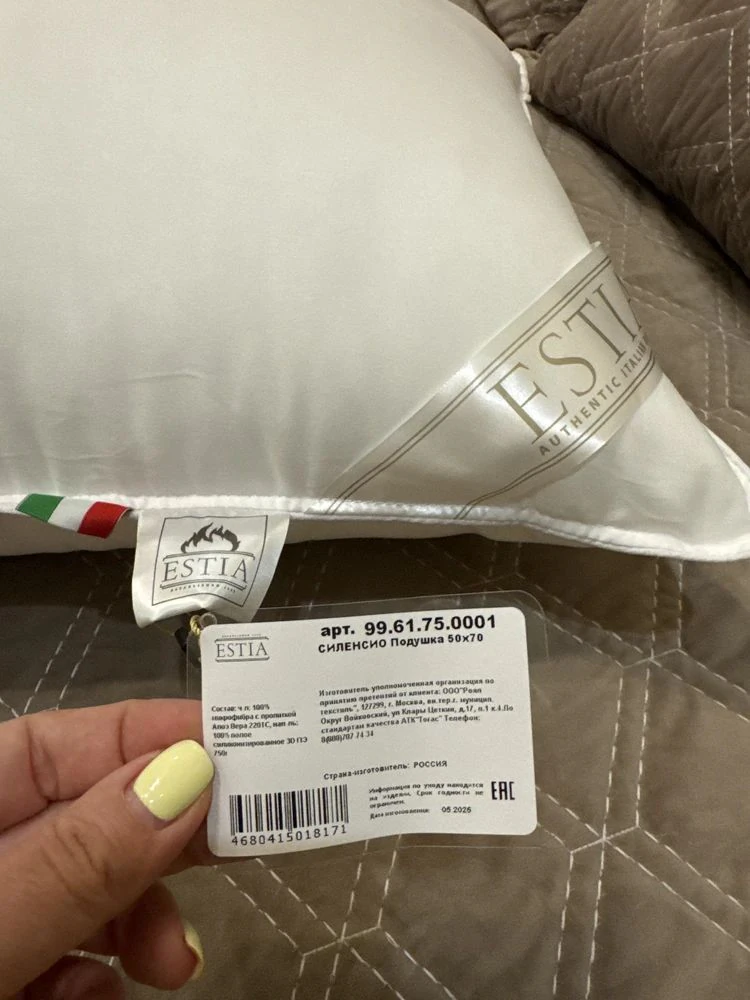 ESTIA
AUTHENTIC ITALIA
ESTIA
ESTIA
арт. 99.61.75.0001
СИЛЕНСИО Подушка 50х70
Состав: ч л: 100%
микрофибра с пропиткой
Алоэ Вера 220ТС, нап-ль:
100% полое
силиконизированное 3D ПЭ
750г
Изготовитель уполномоченная организация по
принятию претензий от клиента: ООО"Роял
текстиль", 127299, г. Москва, вн.тер.г. муницип.
Округ Войковский, ул Клары Цеткин, д.17, п.1 к.4.По
стандартам качества АТК"Togas" Телефон:
8(800)707 74 34
Страна-изготовитель: РОССИЯ
Информация по уходу находится
на изделии. Срок годности не
ограничен.
Дата изготовления: 05.2025
EAC
4680415018171